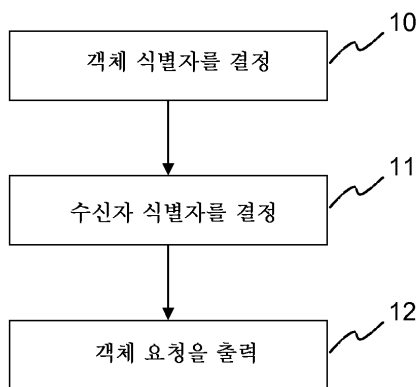 10
객체 식별자를 결정
11
수신자 식별자를 결정
12
객체 요청을 출력